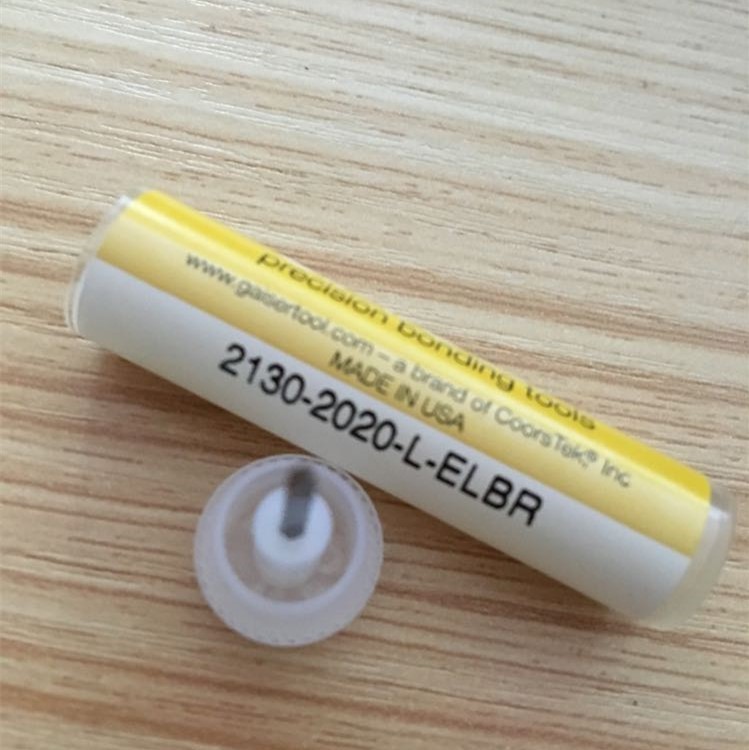 precision bonding tools
www.gaisertool.com – a brand of CoorsTek® Inc
MADE IN USA
2130-2020-L-ELBR